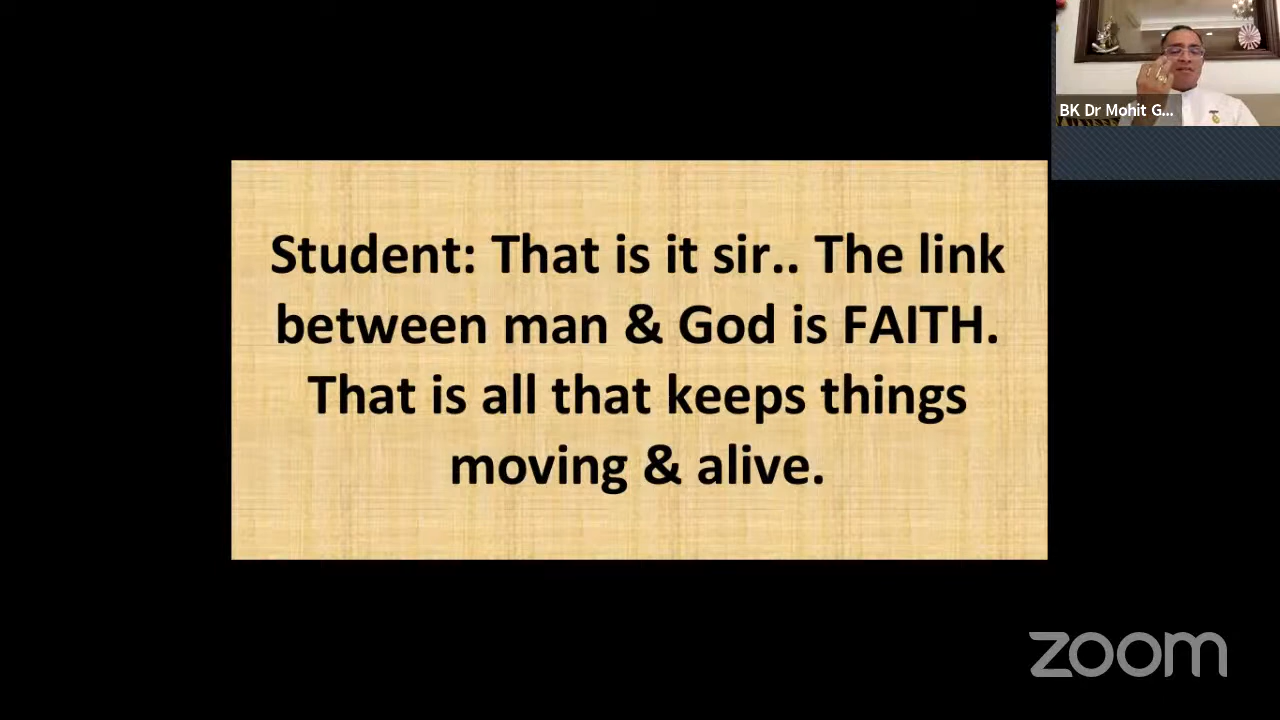 BK Dr Mohit G...
Student: That is it sir.. The link
between man & God is FAITH.
That is all that keeps things
moving & alive.
zoom